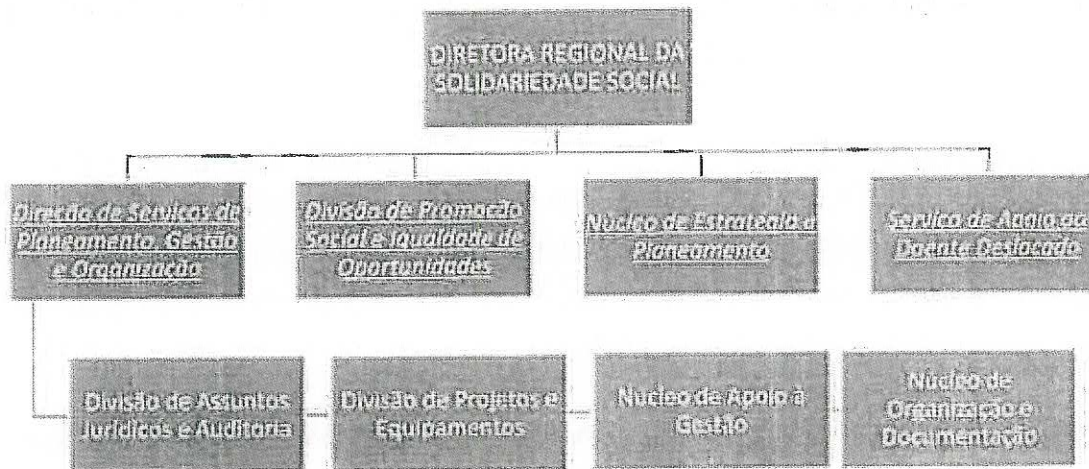 DIRETORA REGIONAL DA
SOLIDARIEDADE SOCIAL
Direção de Serviços de
Planeamento, Gestão
e Organização
Divisão de Promoção
Social e Igualdade de
Oportunidades
Núcleo de Estratégia e
Planeamento
Serviço de Apoio ao
Doente Deslocado
Divisão de Assuntos
Jurídicos e Auditoria
Divisão de Projetos e
Equipamentos
Núcleo de Apoio à
Gestão
Núcleo de
Organização e
Documentação